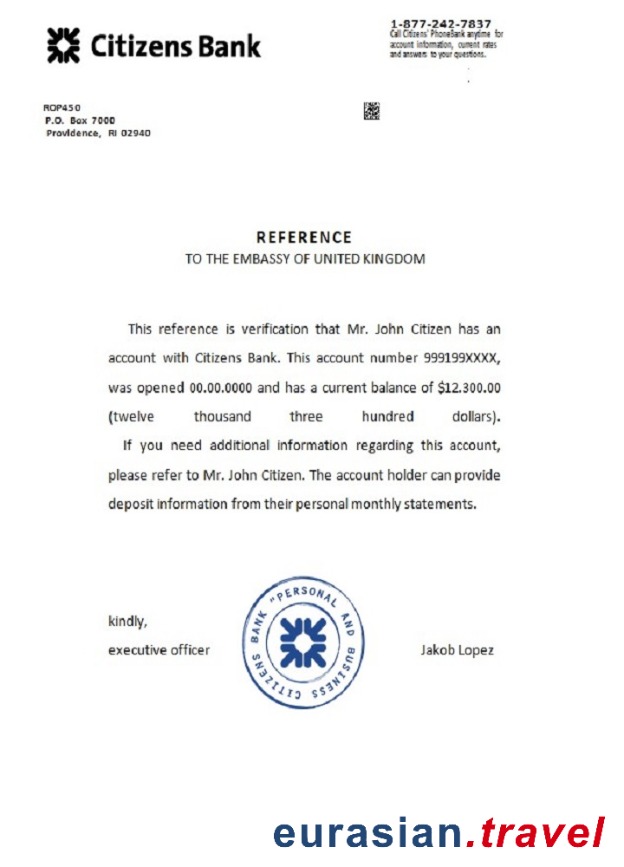 Citizens Bank
1-877-242-7837
Call Citizens' PhoneBank anytime for
account information, current rates
and answers to your questions.
ROP450
P.O. Box 7000
Providence, RI 02940
REFERENCE
TO THE EMBASSY OF UNITED KINGDOM
This reference is verification that Mr. John Citizen has an
account with Citizens Bank. This account number 999199XXXX,
was opened 00.00.0000 and has a current balance of $12.300.00
(twelve thousand three hundred dollars).
If you need additional information regarding this account,
please refer to Mr. John Citizen. The account holder can provide
deposit information from their personal monthly statements.
kindly,
executive officer
CITIZENS BANK "PERSONAL AND BUSINESS
Jakob Lopez
eurasian.travel